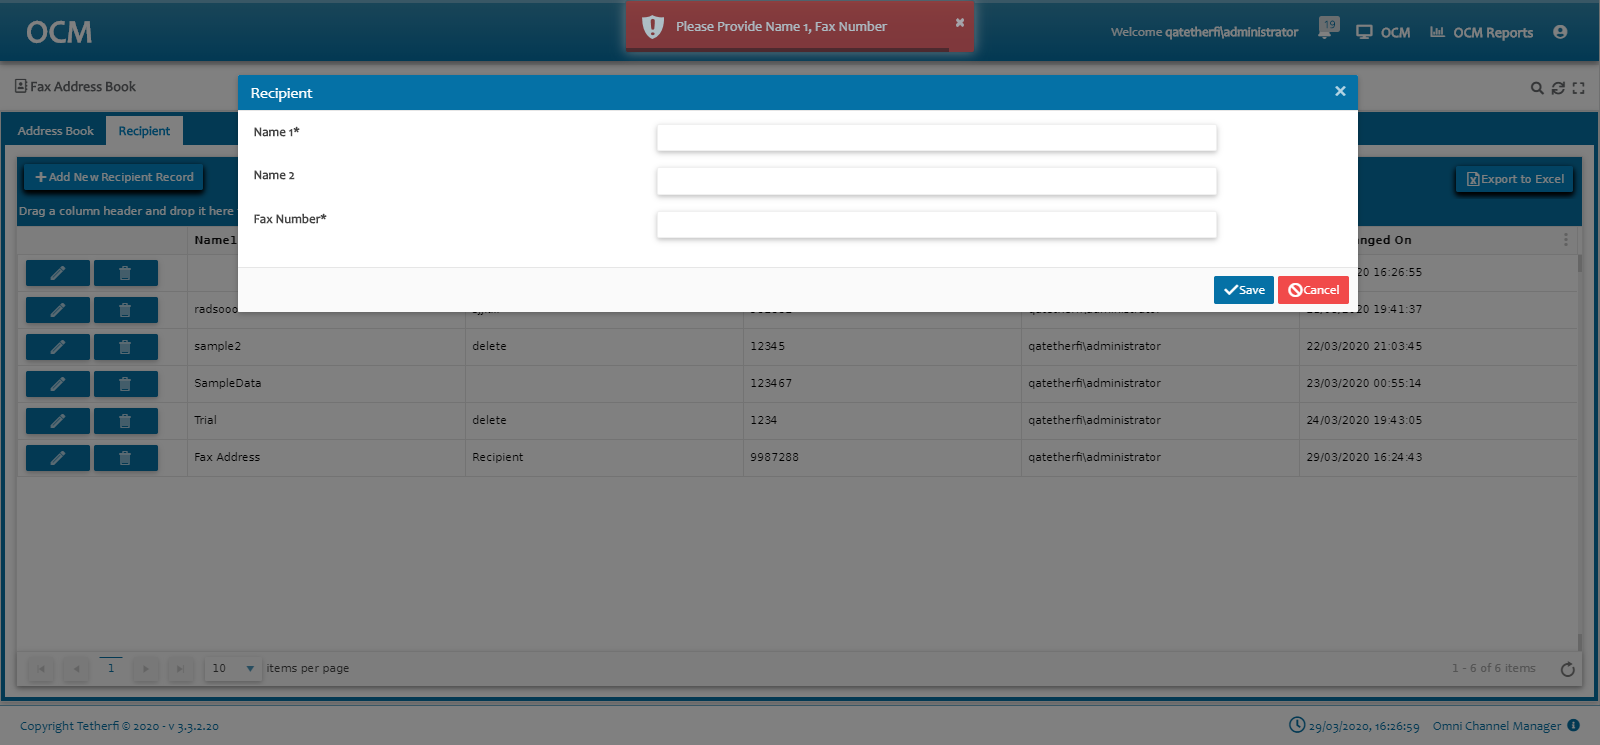 OCM
Please Provide Name 1, Fax Number
Welcome qatetherfi\administrator
19
OCM
OCM Reports
Fax Address Book
Recipient
Address Book
Recipient
Name 1*
Name 2
Fax Number*
Save
Cancel
Add New Recipient Record
Export to Excel
Drag a column header and drop it here
Name1
nged On
2020 16:26:55
radsooo
2020 19:41:37
sample2 delete 12345 qatetherfi\administrator 22/03/2020 21:03:45
SampleData 123467 qatetherfi\administrator 23/03/2020 00:55:14
Trial delete 1234 qatetherfi\administrator 24/03/2020 19:43:05
Fax Address Recipient 9987288 qatetherfi\administrator 29/03/2020 16:24:43
1
10
items per page
1 - 6 of 6 items
Copyright Tetherfi © 2020 - v 3.3.2.20
29/03/2020, 16:26:59
Omni Channel Manager